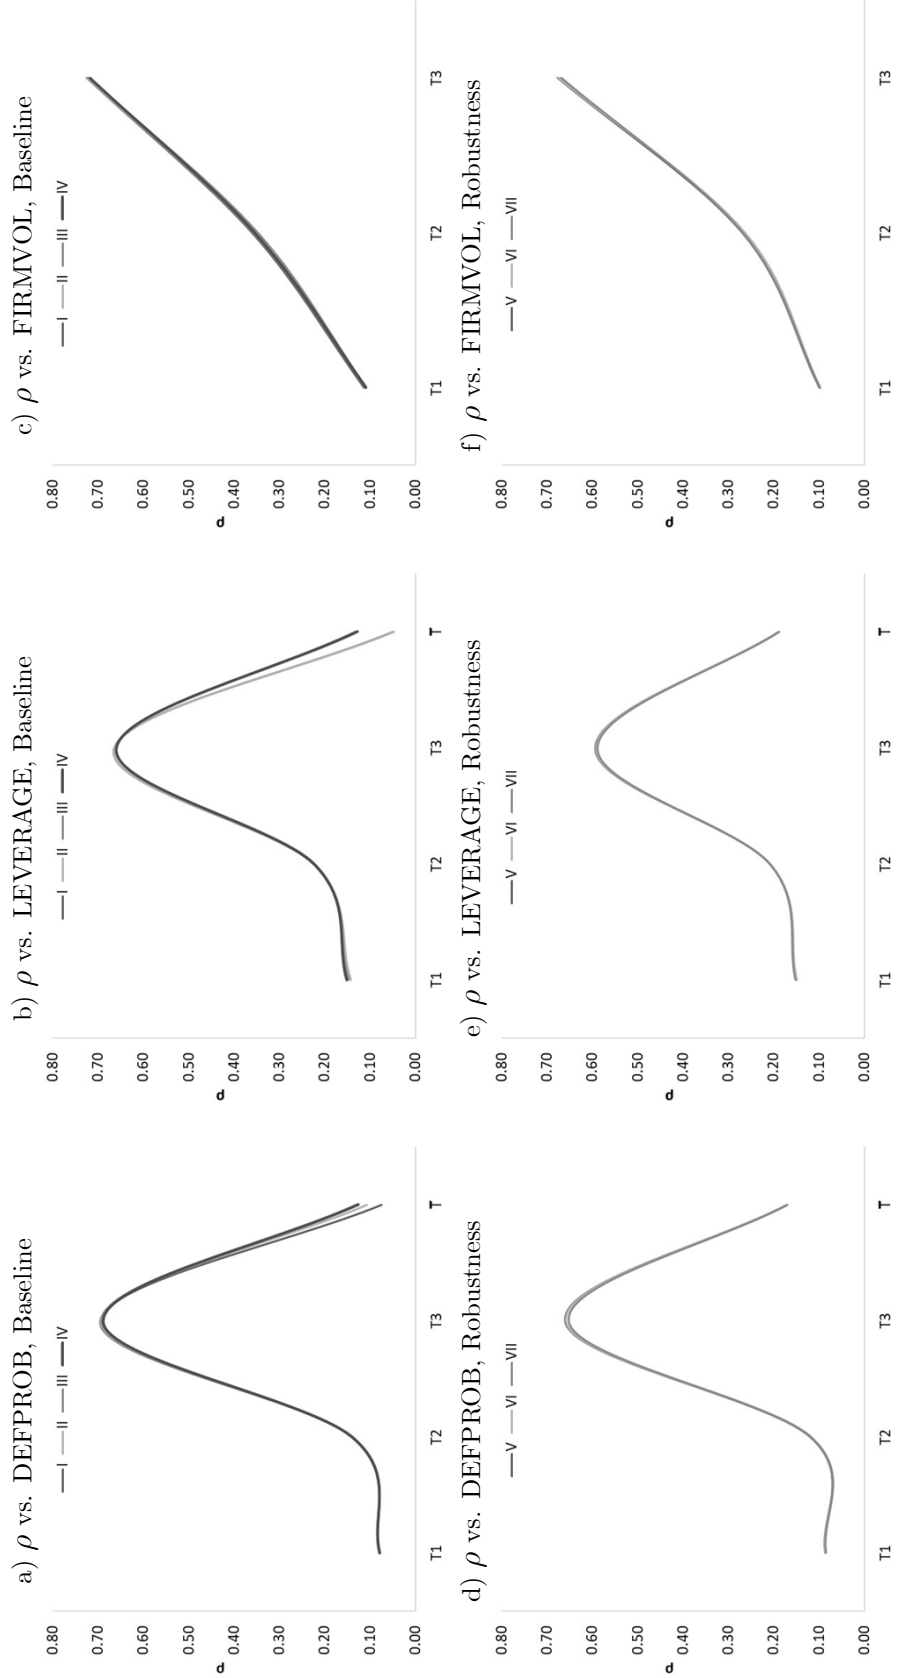 a) ρ vs. DEFPROB, Baseline
I II III IV
0.80
0.70
0.60
0.50
0.40
0.30
0.20
0.10
0.00
ρ
T1 T2 T3 T
b) ρ vs. LEVERAGE, Baseline
I II III IV
0.80
0.70
0.60
0.50
0.40
0.30
0.20
0.10
0.00
ρ
T1 T2 T3 T
c) ρ vs. FIRMVOL, Baseline
I II III IV
0.80
0.70
0.60
0.50
0.40
0.30
0.20
0.10
0.00
ρ
T1 T2 T3
d) ρ vs. DEFPROB, Robustness
V VI VII
0.80
0.70
0.60
0.50
0.40
0.30
0.20
0.10
0.00
ρ
T1 T2 T3 T
e) ρ vs. LEVERAGE, Robustness
V VI VII
0.80
0.70
0.60
0.50
0.40
0.30
0.20
0.10
0.00
ρ
T1 T2 T3 T
f) ρ vs. FIRMVOL, Robustness
V VI VII
0.80
0.70
0.60
0.50
0.40
0.30
0.20
0.10
0.00
ρ
T1 T2 T3